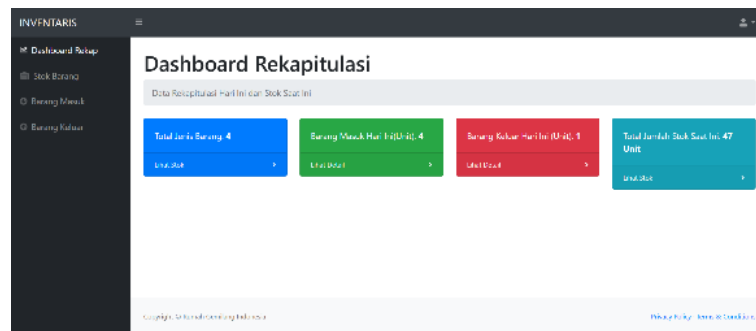 INVENTARIS
Dashboard Rekap
Stok Barang
Barang Masuk
Barang Keluar
Dashboard Rekapitulasi
Data Rekapitulasi Hari Ini dan Stok Saat Ini
Total Jenis Barang: 4
Lihat Stok
Barang Masuk Hari Ini(Unit): 4
Lihat Detail
Barang Keluar Hari Ini (Unit): 1
Lihat Detail
Total Jumlah Stok Saat Ini: 47
Unit
Lihat Stok
Copyright ©
Privacy Policy · Terms & Conditions